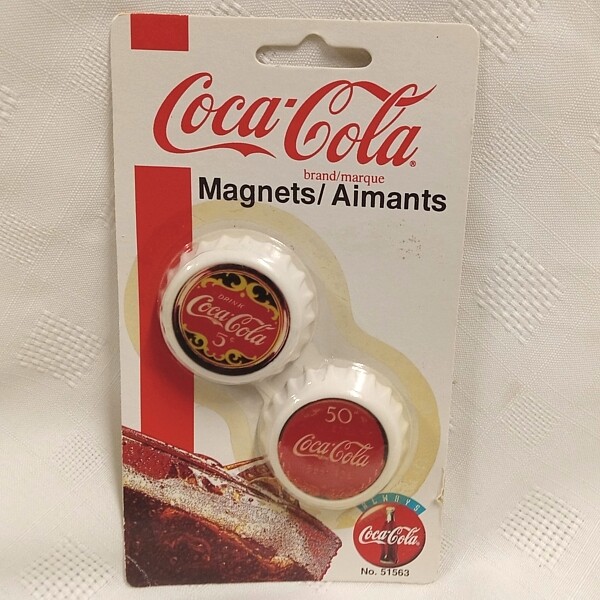 Coca-Cola®
brand/marque
Magnets/ Aimants
DRINK
Coca-Cola
5¢
50
Coca-Cola
ALWAYS
Coca-Cola
No. 51563